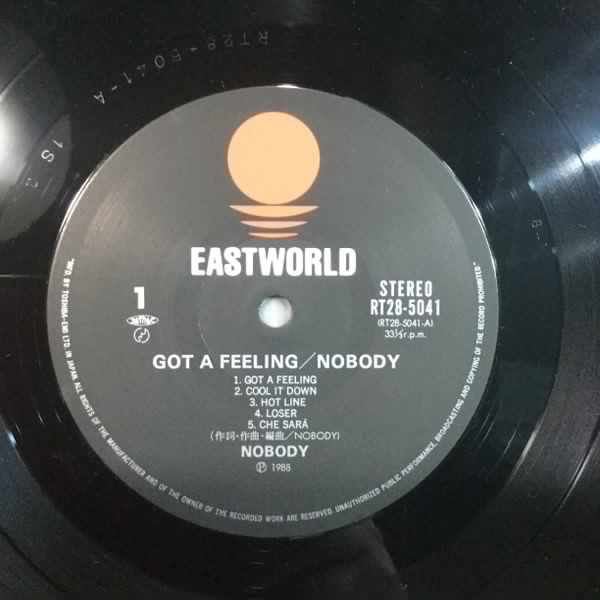 RT28-5041-A
1S
EASTWORLD
1
STEREO
RT28-5041
(RT28-5041-A)
33⅓r.p.m.
GOT A FEELING/NOBODY
1. GOT A FEELING
2. COOL IT DOWN
3. HOT LINE
4. LOSER
5. CHE SARÁ
(作詞・作曲・編曲/NOBODY)
NOBODY
Ⓟ 1988
"MFD. BY TOSHIBA-EMI LTD. IN JAPAN ALL RIGHTS OF THE MANUFACTURER AND OF THE OWNER OF THE RECORDED WORK ARE RESERVED. UNAUTHORIZED PUBLIC PERFORMANCE, BROADCASTING AND COPYING OF THE RECORD PROHIBITED"